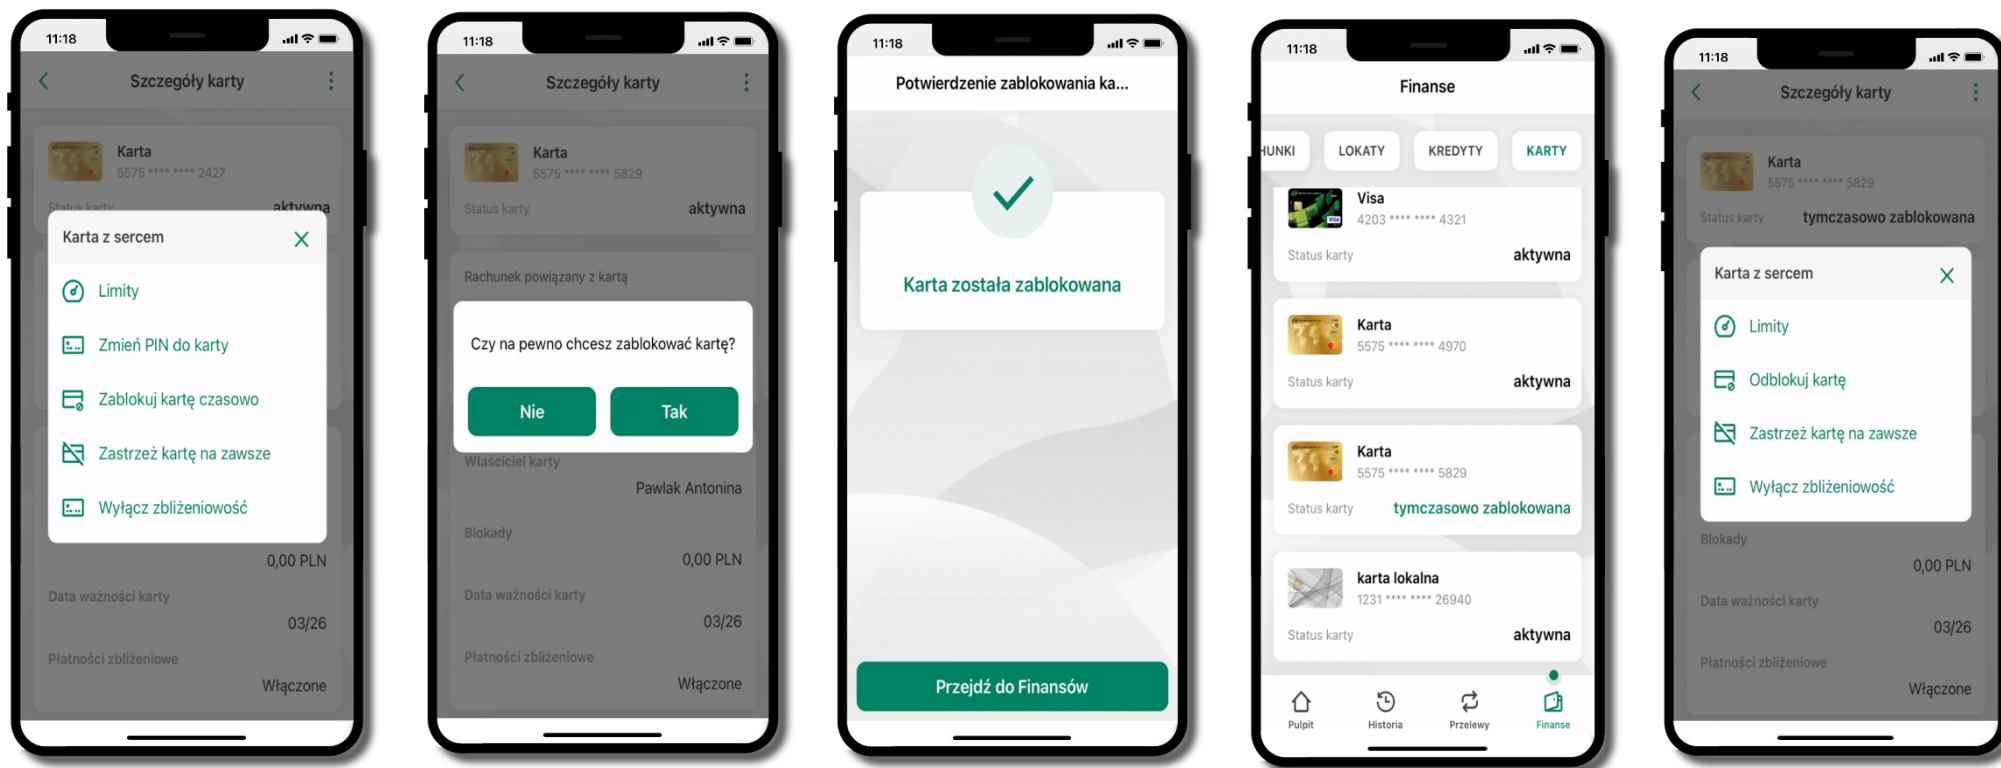 11:18
Szczegóły karty
Karta
5575 **** **** 2427
Status karty
aktywna
Karta z sercem
Limity
Zmień PIN do karty
Zablokuj kartę czasowo
Zastrzeż kartę na zawsze
Wyłącz zbliżeniowość
0,00 PLN
Data ważności karty
03/26
Płatności zbliżeniowe
Włączone
11:18
Szczegóły karty
Karta
5575 **** **** 5829
Status karty
aktywna
Rachunek powiązany z kartą
Czy na pewno chcesz zablokować kartę?
Nie
Tak
Właściciel karty
Pawlak Antonina
Blokady
0,00 PLN
Data ważności karty
03/26
Płatności zbliżeniowe
Włączone
11:18
Potwierdzenie zablokowania ka...
Karta została zablokowana
Przejdź do Finansów
11:18
Finanse
HUNKI LOKATY KREDYTY KARTY
Visa
4203 **** **** 4321
VISA
Status karty
aktywna
Karta
5575 **** **** 4970
Status karty
aktywna
Karta
5575 **** **** 5829
Status karty
tymczasowo zablokowana
karta lokalna
1231 **** **** 26940
Status karty
aktywna
Pulpit Historia Przelewy Finanse
11:18
Szczegóły karty
Karta
5575 **** **** 5829
Status karty
tymczasowo zablokowana
Karta z sercem
Limity
Odblokuj kartę
Zastrzeż kartę na zawsze
Wyłącz zbliżeniowość
Blokady
0,00 PLN
Data ważności karty
03/26
Płatności zbliżeniowe
Włączone